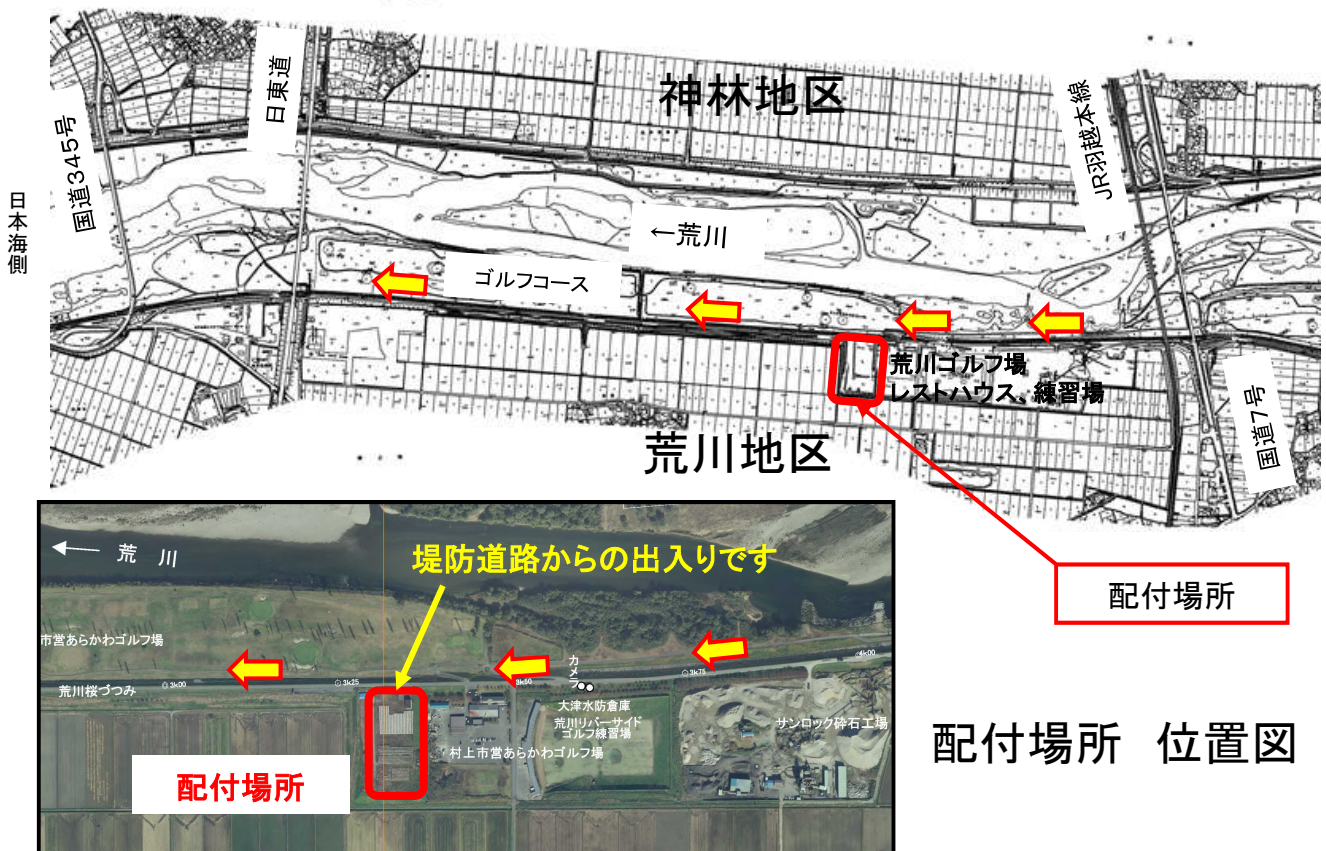 日本海側
国道345号
日東道
神林地区
JR羽越本線
←荒川
ゴルフコース
荒川ゴルフ場
レストハウス、練習場
国道7号
荒川地区
配付場所
← 荒 川
堤防道路からの出入りです
市営あらかわゴルフ場
荒川桜づつみ
3k00
3k25
3k50
3k75
4k00
カメラ
大津水防倉庫
荒川リバーサイド
ゴルフ練習場
村上市営あらかわゴルフ場
サンロック砕石工場
配付場所
配付場所 位置図